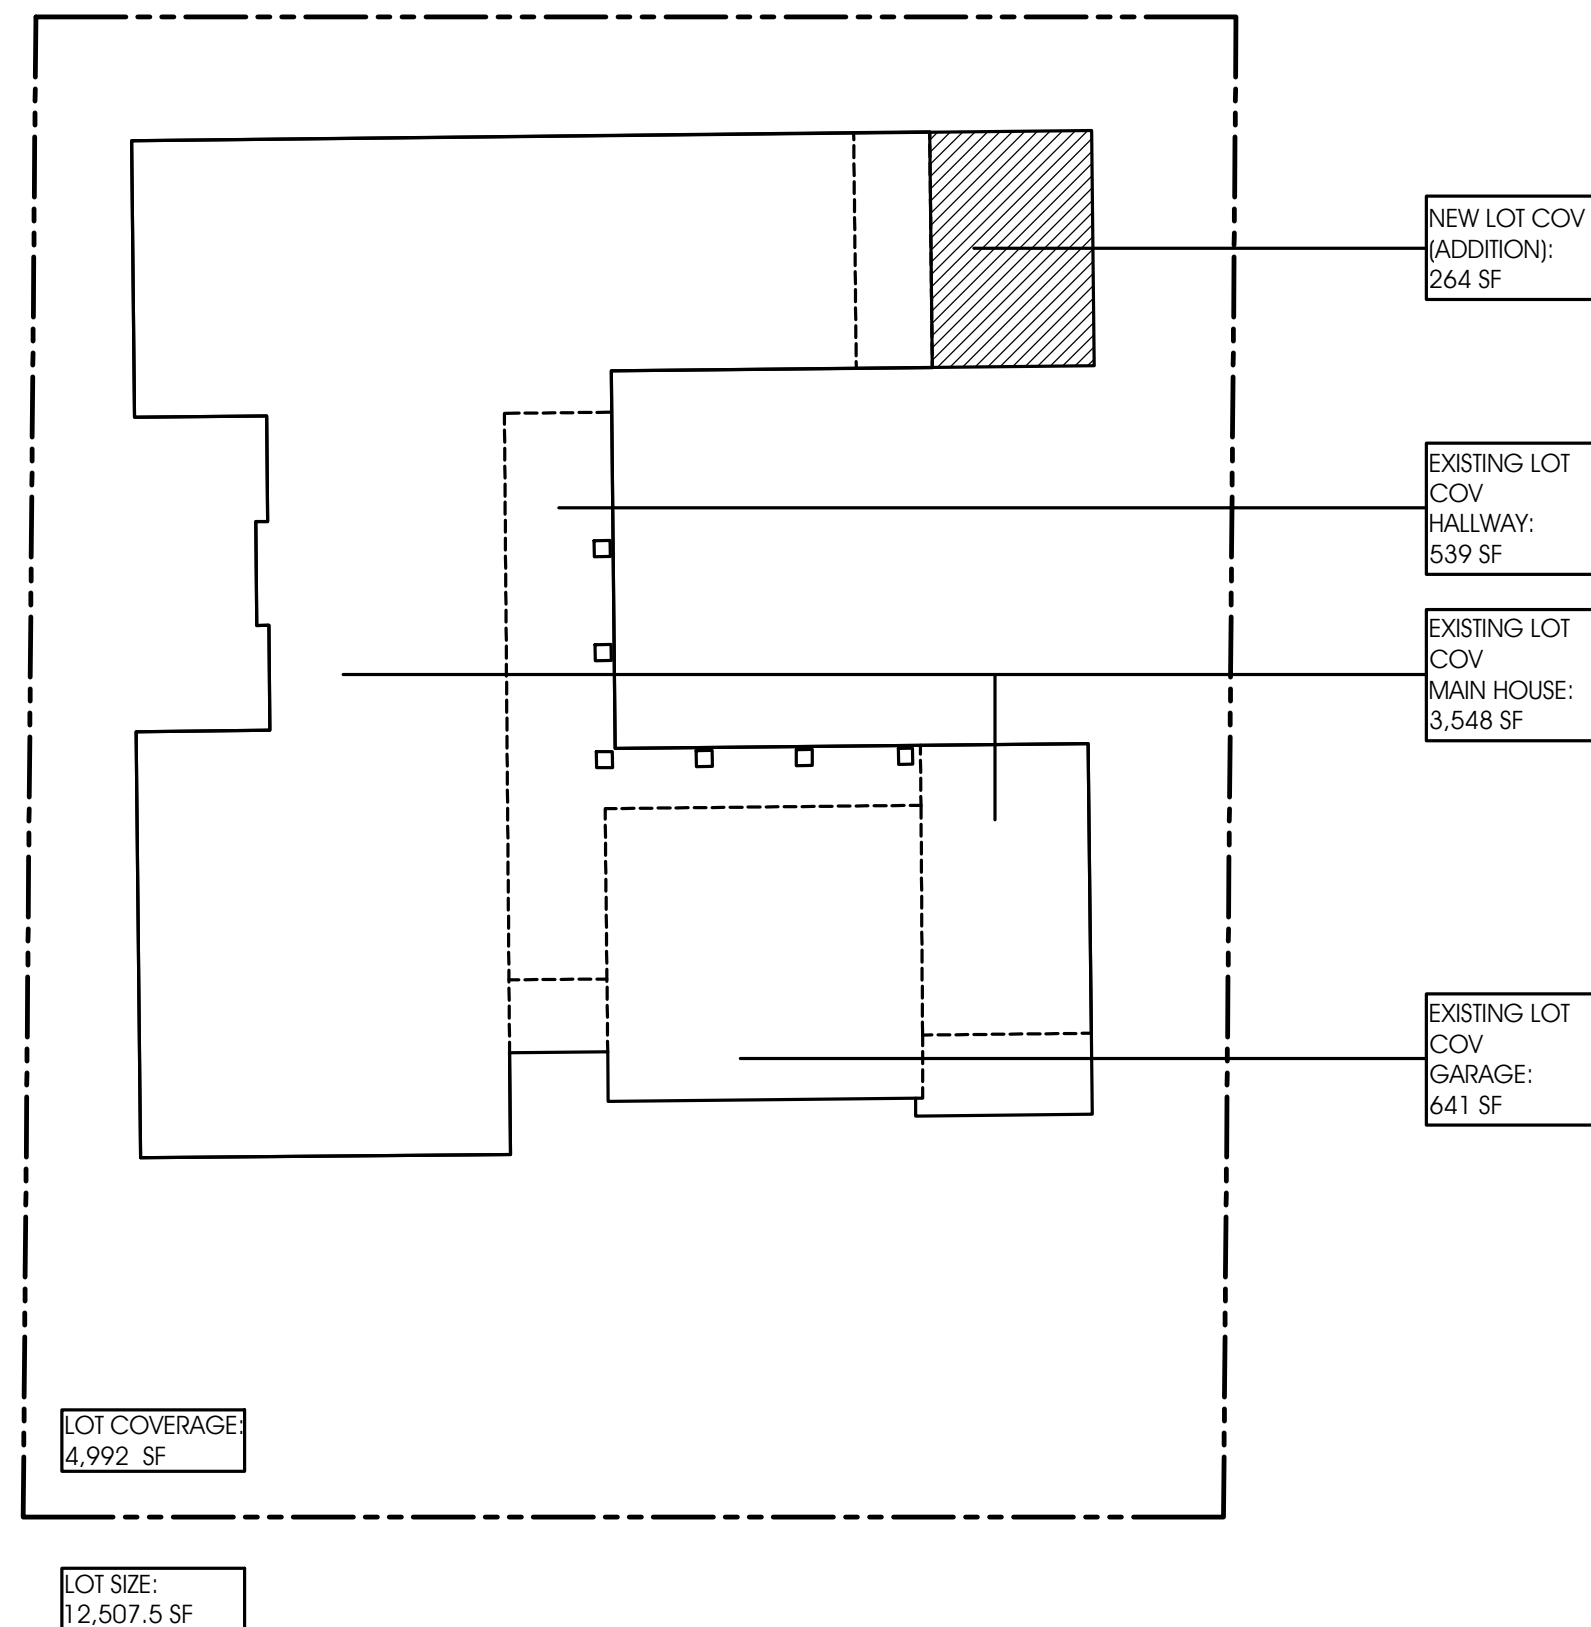 NEW LOT COV
(ADDITION):
264 SF
EXISTING LOT
COV
HALLWAY:
539 SF
EXISTING LOT
COV
MAIN HOUSE:
3,548 SF
EXISTING LOT
COV
GARAGE:
641 SF
LOT COVERAGE:
4,992 SF
LOT SIZE:
12,507.5 SF